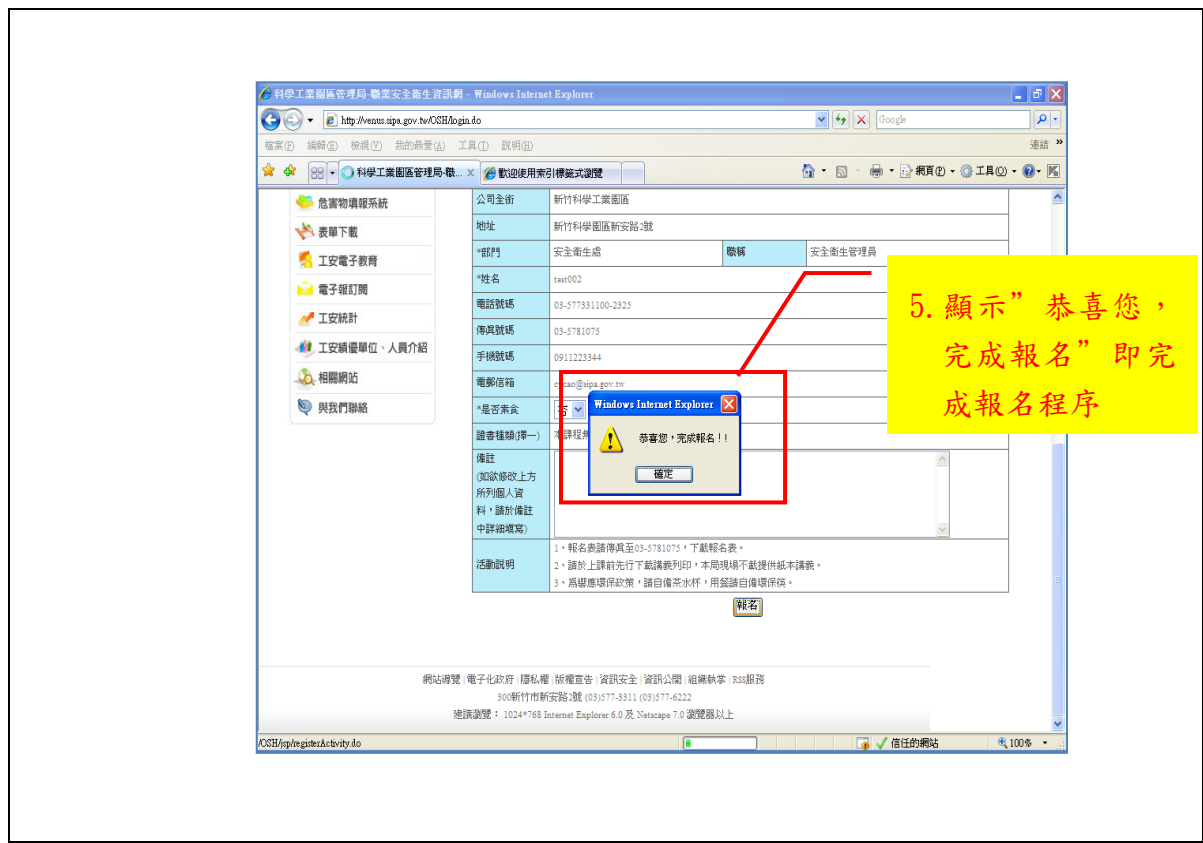 科學工業園區管理局-職業安全衛生資訊網 - Windows Internet Explorer
http://venus.sipa.gov.tw/OSH/login.do
Google
檔案(F) 編輯(E) 檢視(V) 我的最愛(A) 工具(T) 說明(H)
連結 »
科學工業園區管理局-職...
歡迎使用索引標籤式瀏覽
網頁(P)
工具(O)
危害物填報系統
表單下載
工安電子教育
電子報訂閱
工安統計
工安績優單位、人員介紹
相關網站
與我們聯絡
公司全銜 新竹科學工業園區
地址 新竹科學園區新安路2號
*部門 安全衛生處 職稱 安全衛生管理員
*姓名 test002
電話號碼 03-577331100-2325
傳真號碼 03-5781075
手機號碼 0911223344
電郵信箱 @sipa.gov.tw
*是否素食 否
證書種類(擇一) 本課程無
備註
(如欲修改上方
所列個人資
料，請於備註
中詳細填寫)
Windows Internet Explorer
恭喜您，完成報名！！
確定
活動說明
1、報名表請傳真至03-5781075，下載報名表。
2、請於上課前先行下載講義列印，本局現場不載提供紙本講義。
3、為響應環保政策，請自備茶水杯，用餐請自備環保筷。
報名
5. 顯示”恭喜您，
完成報名”即完
成報名程序
網站導覽|電子化政府|隱私權|版權宣告|資訊安全|資訊公開|組織執掌|RSS服務
300新竹市新安路2號 (03)577-3311 (03)577-6222
建議瀏覽： 1024*768 Internet Explorer 6.0 及 Netscape 7.0 瀏覽器以上
/OSH/jsp/registerActivity.do
信任的網站
100%